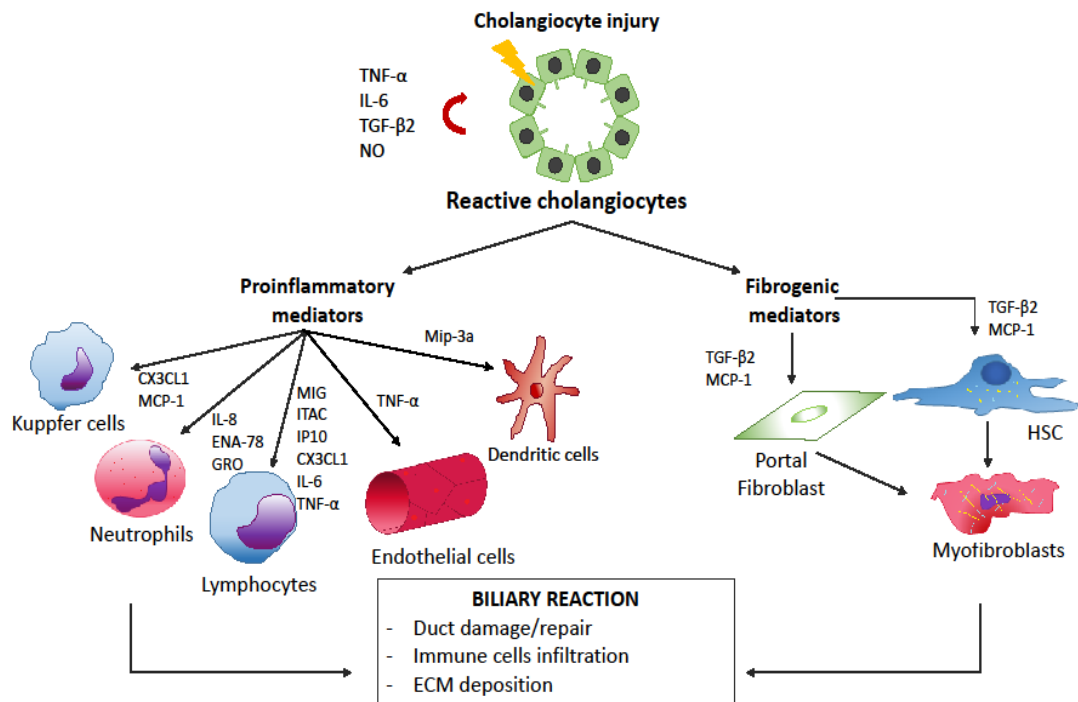 Cholangiocyte injury
TNF-α
IL-6
TGF-β2
NO
Reactive cholangiocytes
Proinflammatory
mediators
Fibrogenic
mediators
Mip-3a
TGF-β2
MCP-1
TGF-β2
MCP-1
CX3CL1
MCP-1
Kuppfer cells
IL-8
ENA-78
GRO
MIG
ITAC
IP10
CX3CL1
IL-6
TNF-α
TNF-α
Dendritic cells
HSC
Portal
Fibroblast
Neutrophils
Lymphocytes
Endothelial cells
Myofibroblasts
BILIARY REACTION
- Duct damage/repair
- Immune cells infiltration
- ECM deposition